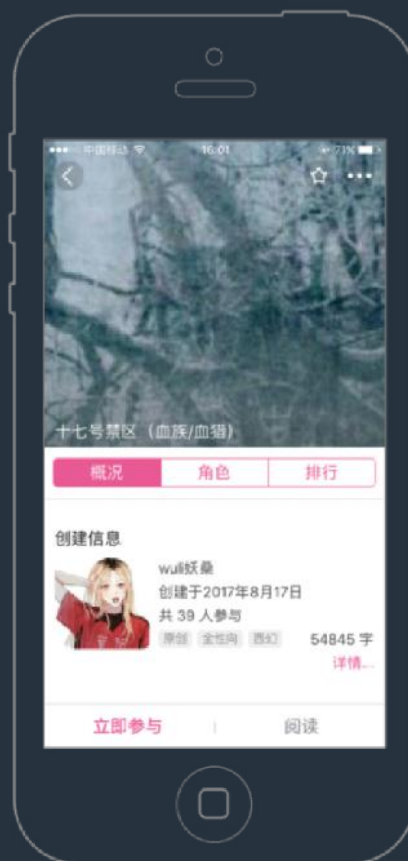 中国移动 16:01 71%
十七号禁区（血族/血猎）
概况 角色 排行
创建信息
wuli妖桑
创建于2017年8月17日
共 39 人参与
原创 全性向 西幻 54845 字
详情...
立即参与 | 阅读